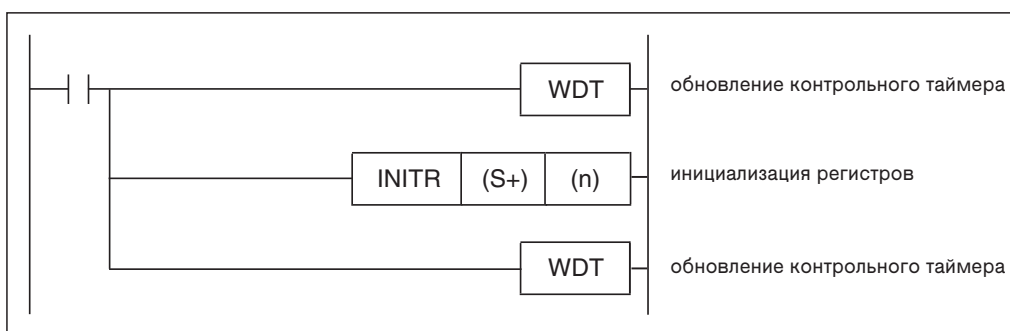 WDT обновление контрольного таймера
INITR (S+) (n) инициализация регистров
WDT обновление контрольного таймера